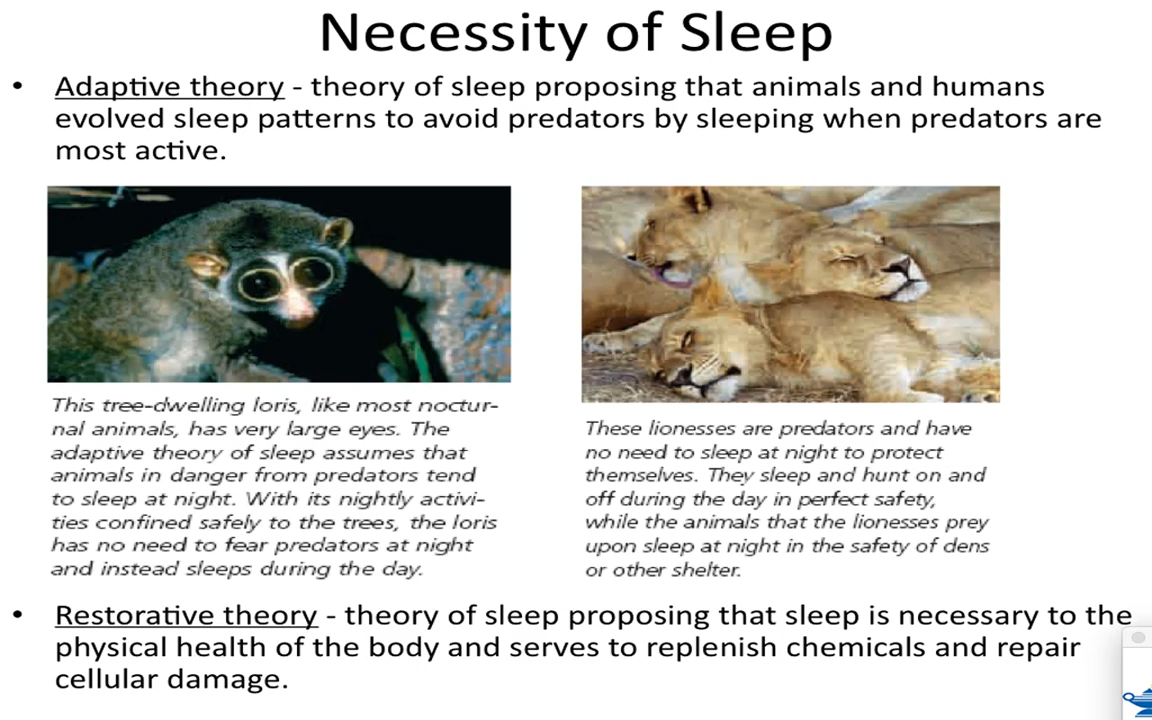 Necessity of Sleep
• Adaptive theory - theory of sleep proposing that animals and humans
evolved sleep patterns to avoid predators by sleeping when predators are
most active.
This tree-dwelling loris, like most noctur-
nal animals, has very large eyes. The
adaptive theory of sleep assumes that
animals in danger from predators tend
to sleep at night. With its nightly activi-
ties confined safely to the trees, the loris
has no need to fear predators at night
and instead sleeps during the day.
These lionesses are predators and have
no need to sleep at night to protect
themselves. They sleep and hunt on and
off during the day in perfect safety,
while the animals that the lionesses prey
upon sleep at night in the safety of dens
or other shelter.
• Restorative theory - theory of sleep proposing that sleep is necessary to the
physical health of the body and serves to replenish chemicals and repair
cellular damage.